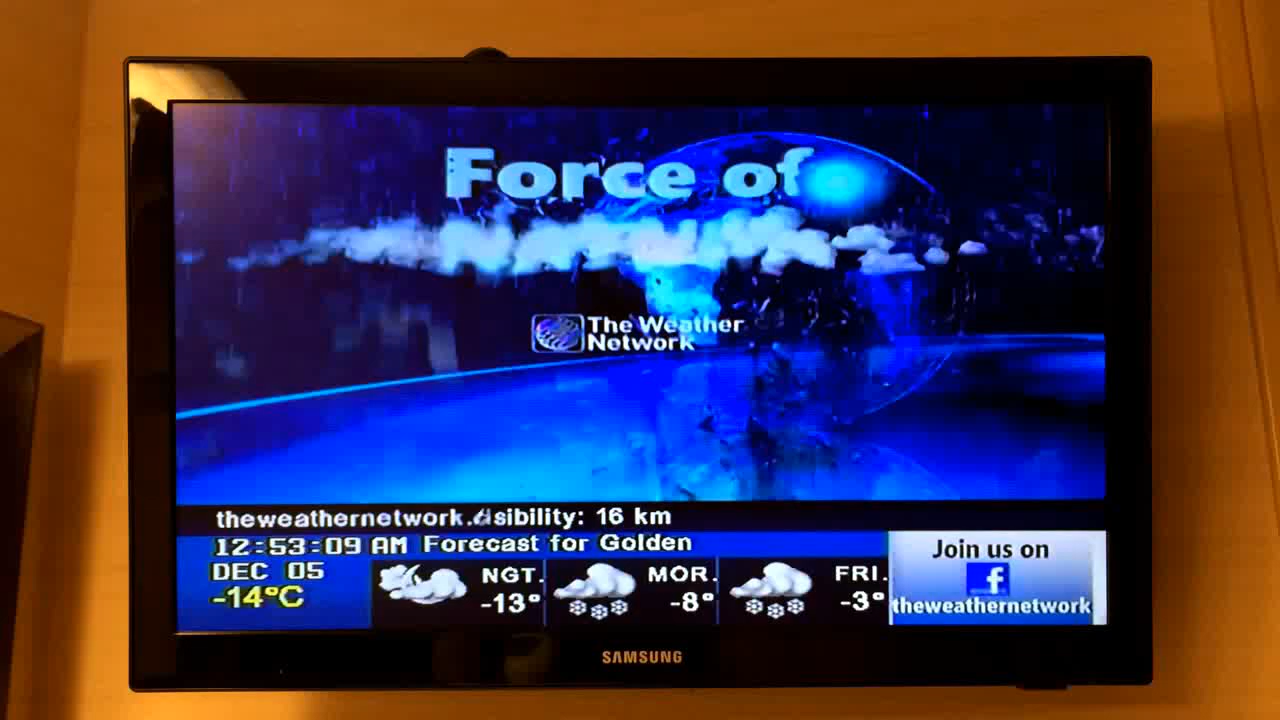 Force of
The Weather
Network
theweathernetwork. sibility: 16 km
12:53:09 AM Forecast for Golden
DEC 05
-14°C
NGT.
-13°
MOR.
-8°
FRI.
-3°
Join us on
f
theweathernetwork
SAMSUNG